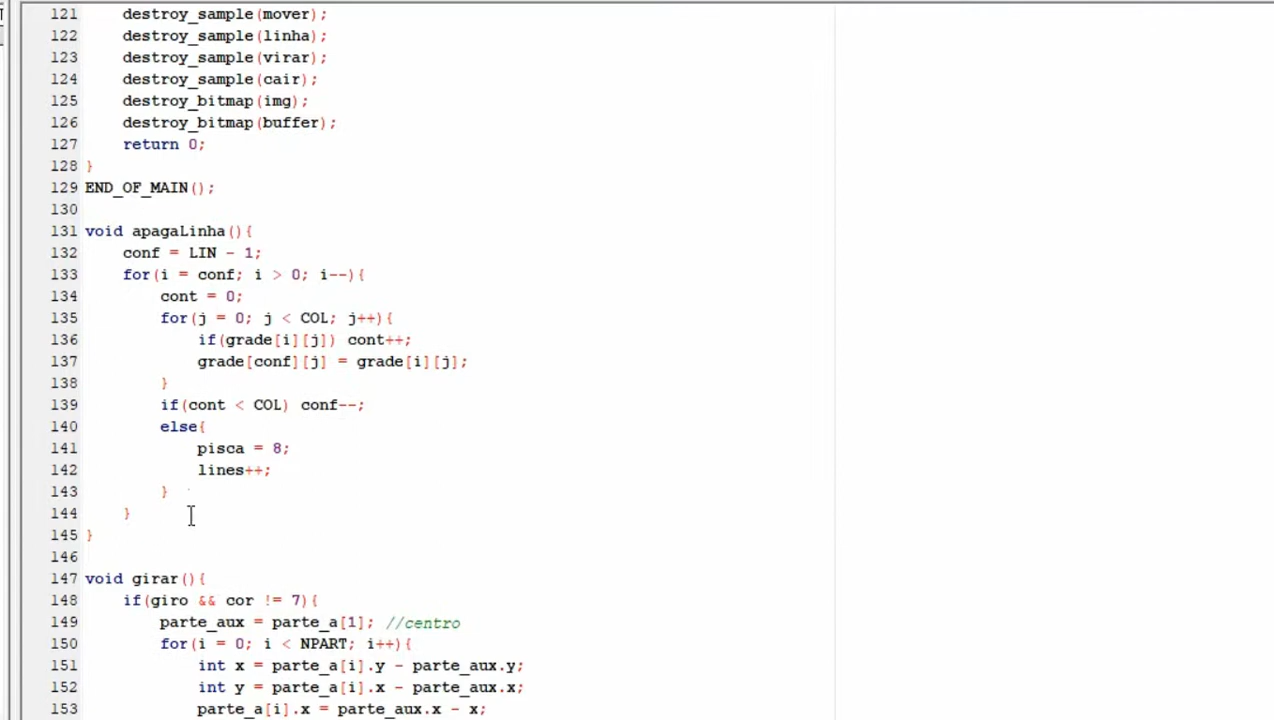 121 destroy_sample(mover);
122 destroy_sample(linha);
123 destroy_sample(virar);
124 destroy_sample(cair);
125 destroy_bitmap(img);
126 destroy_bitmap(buffer);
127 return 0;
128 }
129 END_OF_MAIN();
130
131 void apagaLinha(){
132 conf = LIN - 1;
133 for(i = conf; i > 0; i--){
134 cont = 0;
135 for(j = 0; j < COL; j++){
136 if(grade[i][j]) cont++;
137 grade[conf][j] = grade[i][j];
138 }
139 if(cont < COL) conf--;
140 else{
141 pisca = 8;
142 lines++;
143 }
144 }
145 }
146
147 void girar(){
148 if(giro && cor != 7){
149 parte_aux = parte_a[1]; //centro
150 for(i = 0; i < NPART; i++){
151 int x = parte_a[i].y - parte_aux.y;
152 int y = parte_a[i].x - parte_aux.x;
153 parte_a[i].x = parte_aux.x - x;